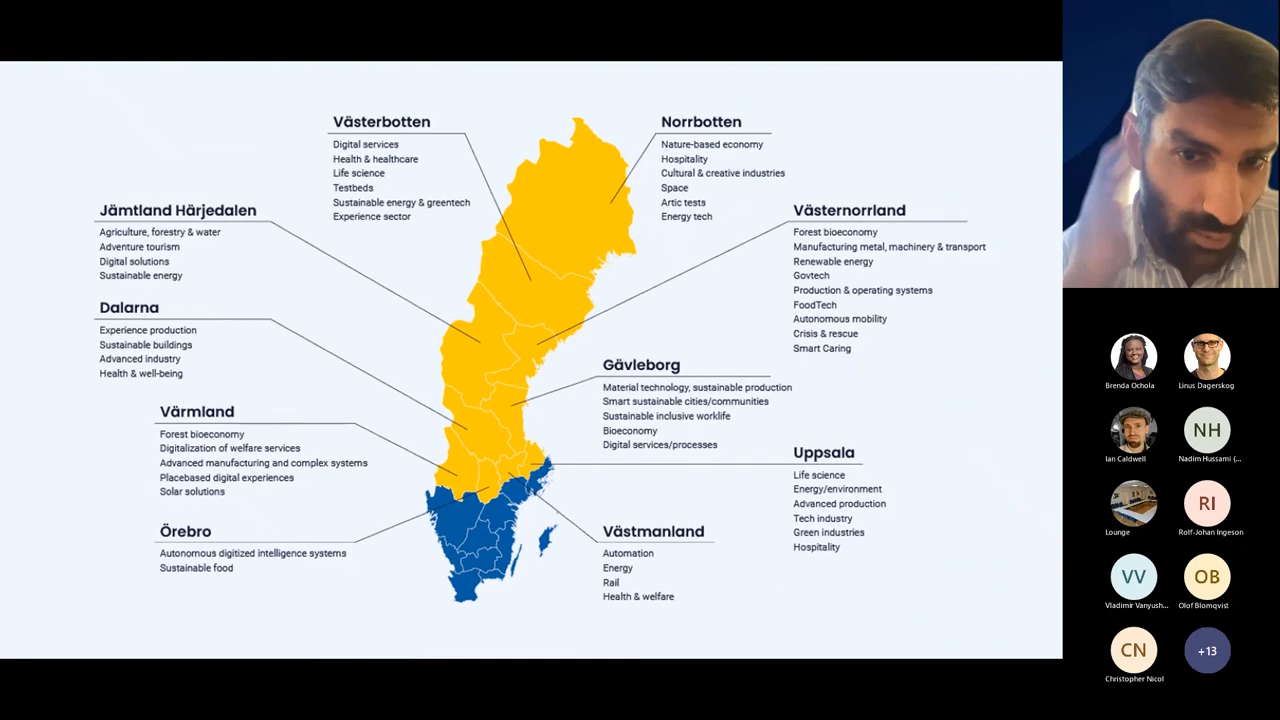 Västerbotten
Digital services
Health & healthcare
Life science
Testbeds
Sustainable energy & greentech
Experience sector
Norrbotten
Nature-based economy
Hospitality
Cultural & creative industries
Space
Artic tests
Energy tech
Jämtland Härjedalen
Agriculture, forestry & water
Adventure tourism
Digital solutions
Sustainable energy
Västernorrland
Forest bioeconomy
Manufacturing metal, machinery & transport
Renewable energy
Govtech
Production & operating systems
FoodTech
Autonomous mobility
Crisis & rescue
Smart Caring
Dalarna
Experience production
Sustainable buildings
Advanced industry
Health & well-being
Gävleborg
Material technology, sustainable production
Smart sustainable cities/communities
Sustainable inclusive worklife
Bioeconomy
Digital services/processes
Värmland
Forest bioeconomy
Digitalization of welfare services
Advanced manufacturing and complex systems
Placebased digital experiences
Solar solutions
Uppsala
Life science
Energy/environment
Advanced production
Tech industry
Green industries
Hospitality
Örebro
Autonomous digitized intelligence systems
Sustainable food
Västmanland
Automation
Energy
Rail
Health & welfare
Brenda Ochola
Linus Dagerskog
Ian Caldwell
NH
Nadim Hussami (...
Lounge
RI
Rolf-Johan Ingeson
VV
Vladimir Vanyush...
OB
Olof Blomqvist
CN
Christopher Nicol
+13